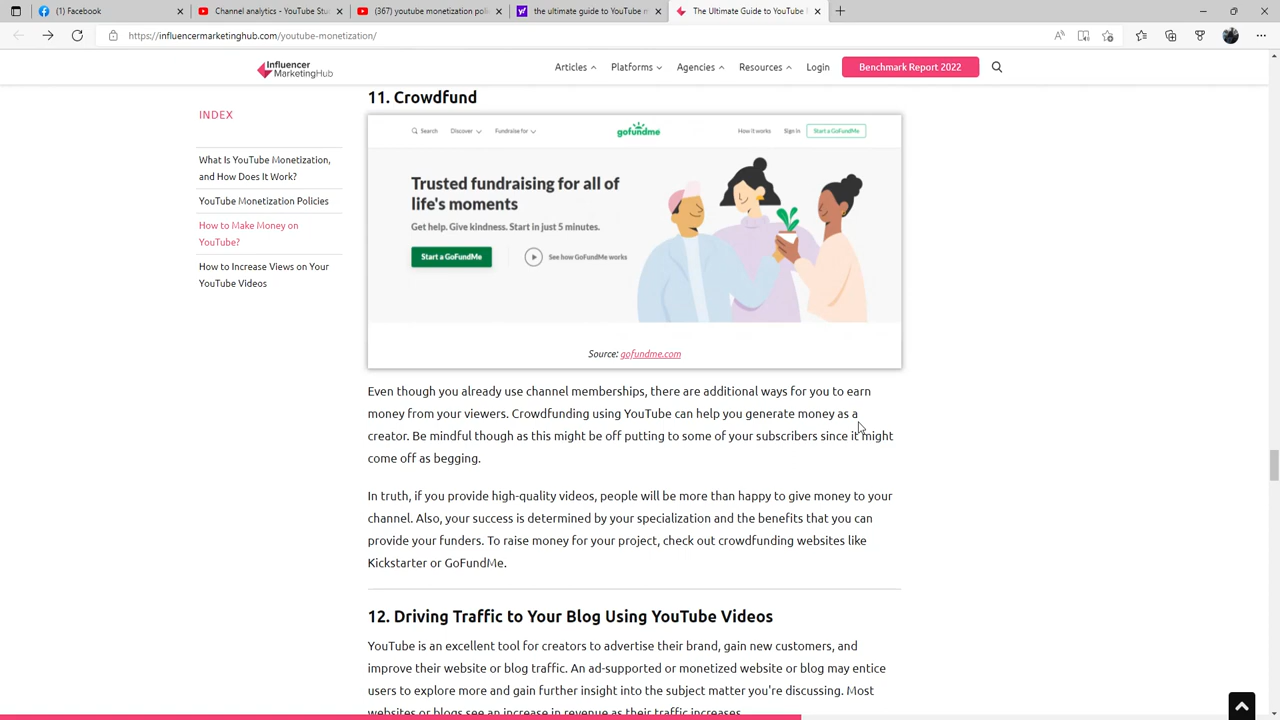 (1) Facebook
Channel analytics - YouTube Stu
(367) youtube monetization poli
the ultimate guide to youtube m
The Ultimate Guide to YouTube
https://influencermarketinghub.com/youtube-monetization/
Influencer
MarketingHub
Articles
Platforms
Agencies
Resources
Login
Benchmark Report 2022
INDEX
What Is YouTube Monetization,
and How Does It Work?
YouTube Monetization Policies
How to Make Money on
YouTube?
How to Increase Views on Your
YouTube Videos
11. Crowdfund
Search
Discover
Fundraise for
gofundme
How it works
Sign in
Start a GoFundMe
Trusted fundraising for all of
life's moments
Get help. Give kindness. Start in just 5 minutes.
Start a GoFundMe
See how GoFundMe works
Source: gofundme.com
Even though you already use channel memberships, there are additional ways for you to earn
money from your viewers. Crowdfunding using YouTube can help you generate money as a
creator. Be mindful though as this might be off putting to some of your subscribers since it might
come off as begging.
In truth, if you provide high-quality videos, people will be more than happy to give money to your
channel. Also, your success is determined by your specialization and the benefits that you can
provide your funders. To raise money for your project, check out crowdfunding websites like
Kickstarter or GoFundMe.
12. Driving Traffic to Your Blog Using YouTube Videos
YouTube is an excellent tool for creators to advertise their brand, gain new customers, and
improve their website or blog traffic. An ad-supported or monetized website or blog may entice
users to explore more and gain further insight into the subject matter you're discussing. Most
websites or blogs see an increase in revenue as their traffic increases.